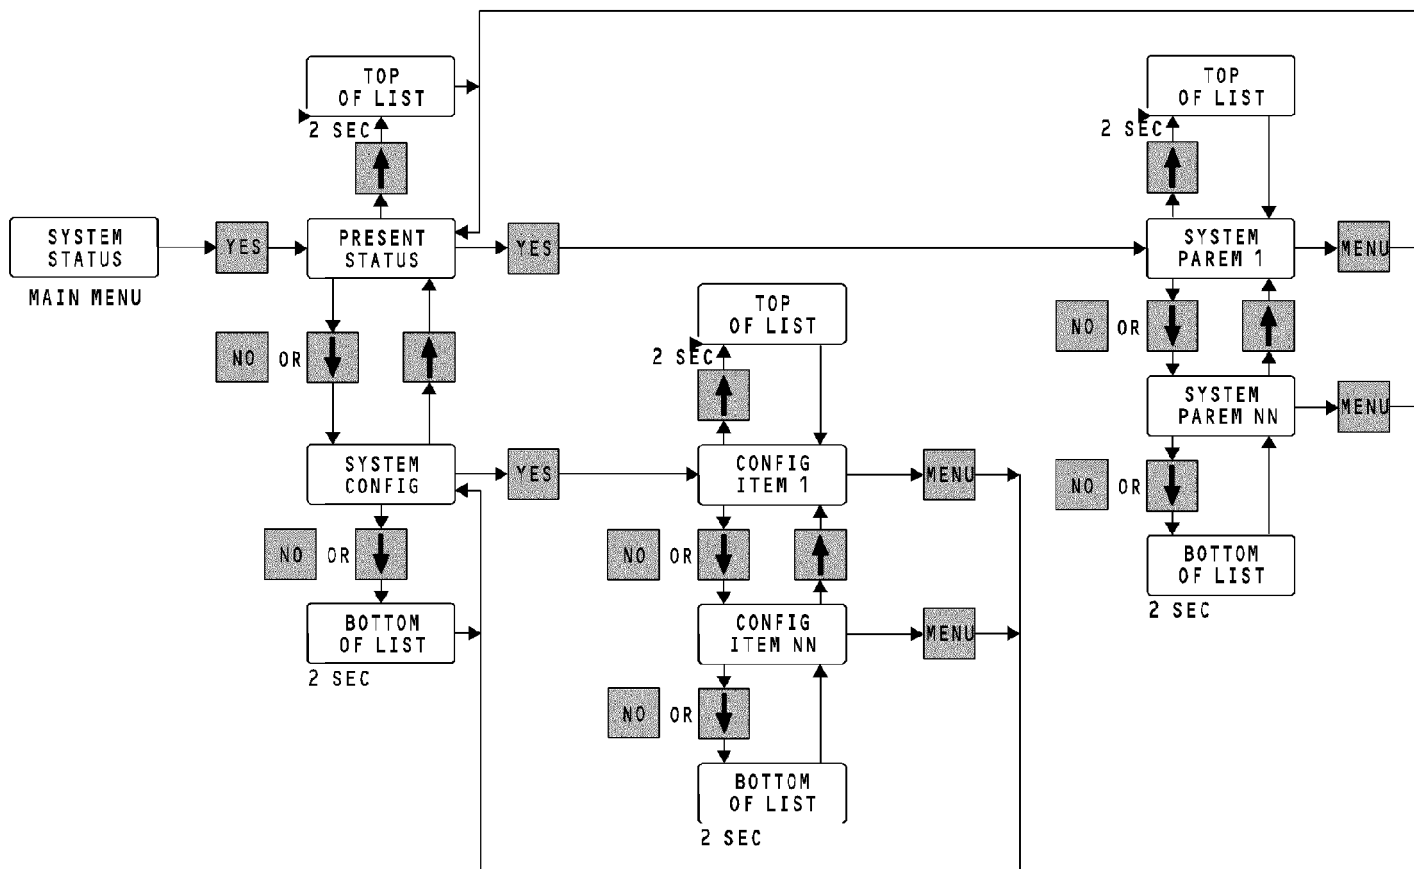 TOP
OF LIST
2 SEC
TOP
OF LIST
2 SEC
SYSTEM
STATUS
MAIN MENU
YES
PRESENT
STATUS
YES
SYSTEM
PAREM 1
MENU
NO OR
TOP
OF LIST
2 SEC
NO OR
SYSTEM
PAREM NN
MENU
SYSTEM
CONFIG
YES
CONFIG
ITEM 1
MENU
NO OR
NO OR
NO OR
BOTTOM
OF LIST
2 SEC
BOTTOM
OF LIST
2 SEC
CONFIG
ITEM NN
MENU
NO OR
BOTTOM
OF LIST
2 SEC